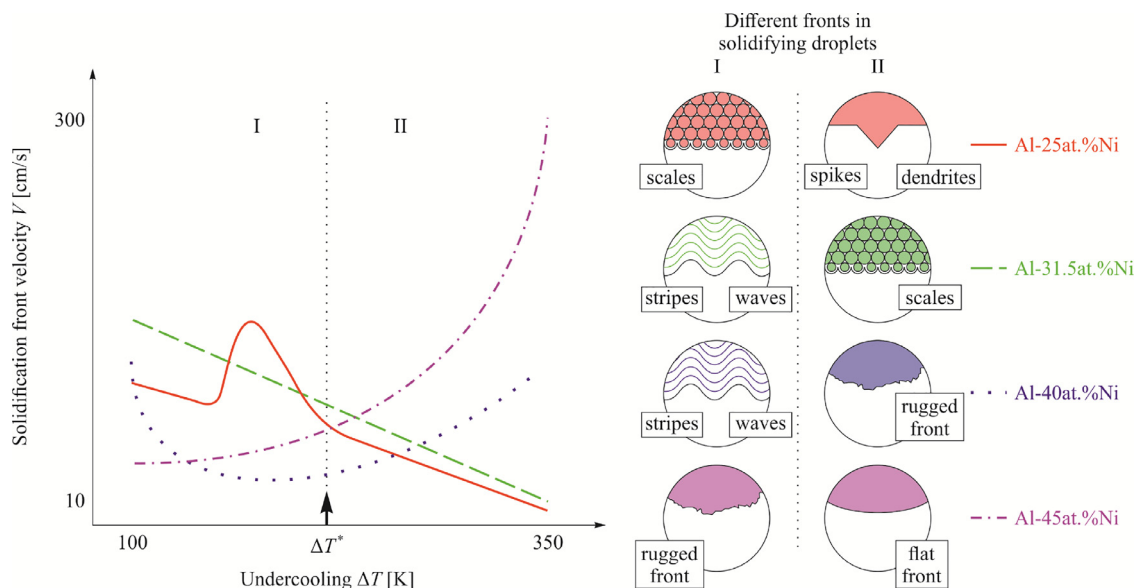 Different fronts in
solidifying droplets
I
II
300
I
II
Solidification front velocity V [cm/s]
10
100
ΔT*
350
Undercooling ΔT [K]
scales
spikes
dendrites
Al-25at.%Ni
stripes
waves
scales
Al-31.5at.%Ni
stripes
waves
rugged
front
Al-40at.%Ni
rugged
front
flat
front
Al-45at.%Ni